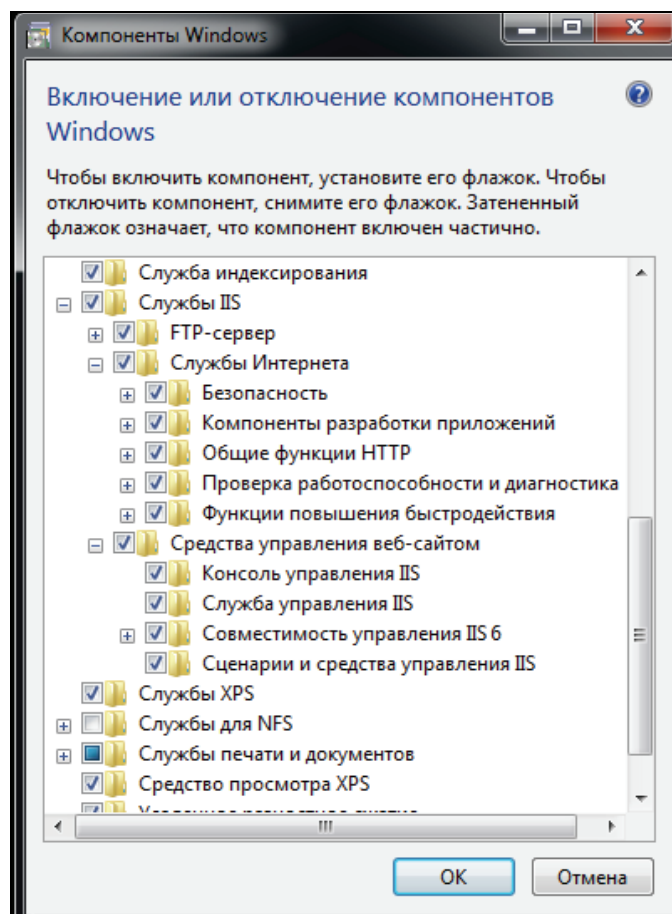 Компоненты Windows
Включение или отключение компонентов
Windows
Чтобы включить компонент, установите его флажок. Чтобы
отключить компонент, снимите его флажок. Затененный
флажок означает, что компонент включен частично.
Служба индексирования
Службы IIS
FTP-сервер
Службы Интернета
Безопасность
Компоненты разработки приложений
Общие функции HTTP
Проверка работоспособности и диагностика
Функции повышения быстродействия
Средства управления веб-сайтом
Консоль управления IIS
Служба управления IIS
Совместимость управления IIS 6
Сценарии и средства управления IIS
Службы XPS
Службы для NFS
Службы печати и документов
Средство просмотра XPS
OK
Отмена